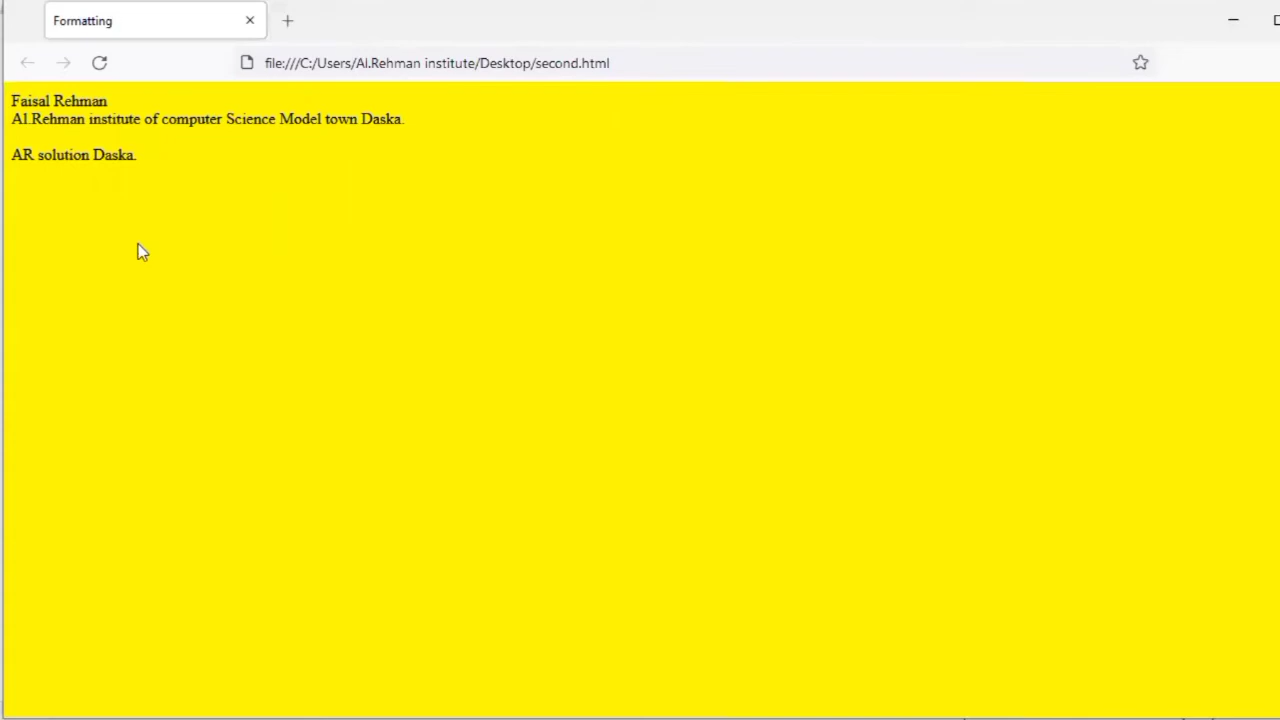 Formatting
file:///C:/Users/Al.Rehman institute/Desktop/second.html
Faisal Rehman
Al.Rehman institute of computer Science Model town Daska.
AR solution Daska.